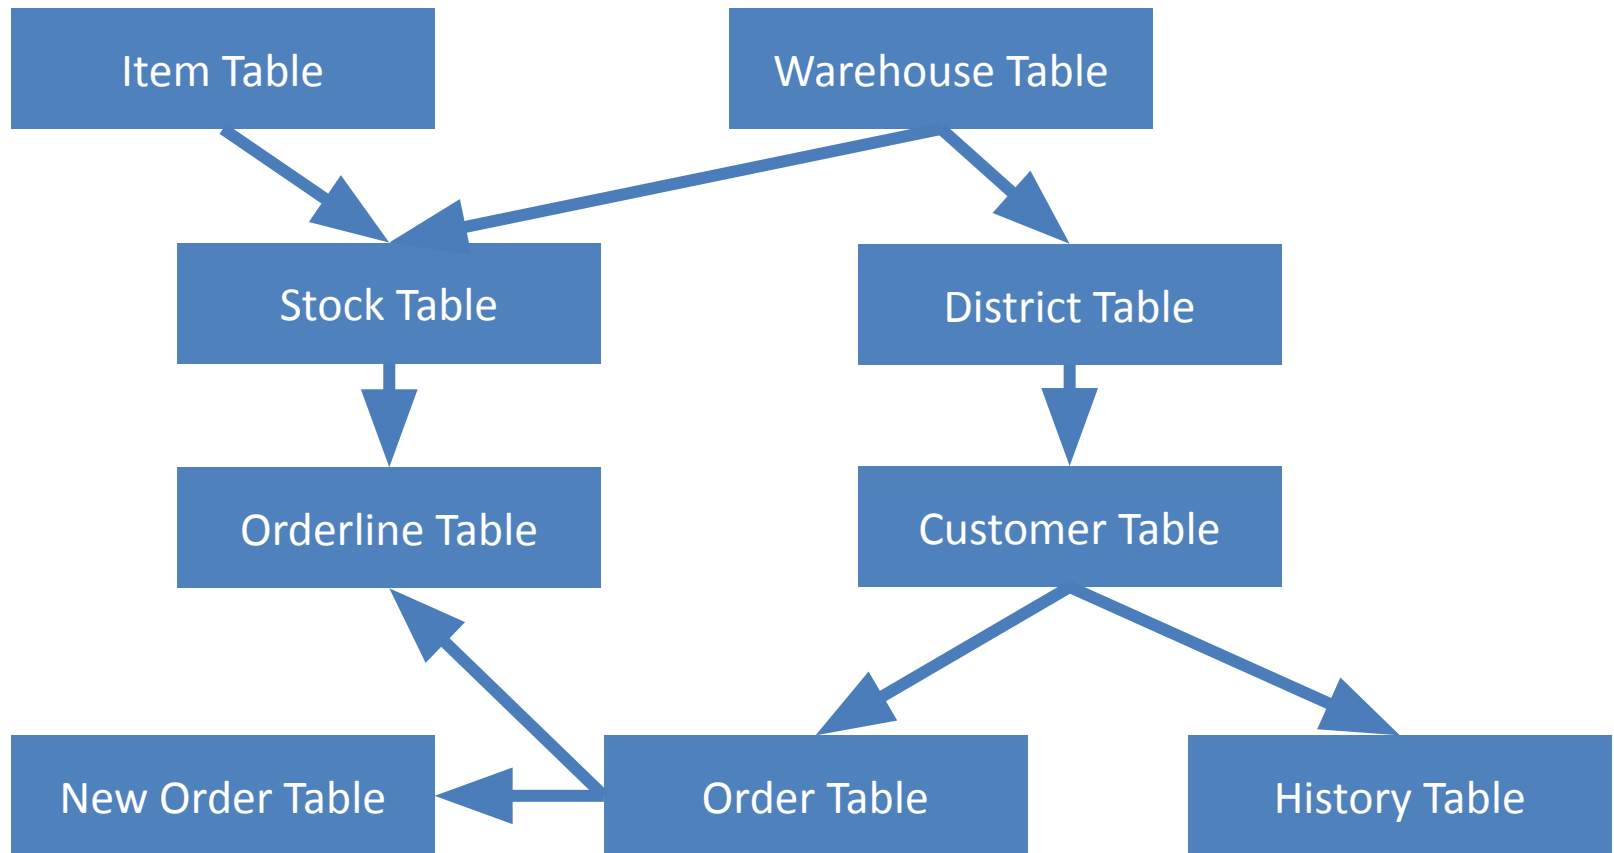 Item Table
Warehouse Table
Stock Table
District Table
Orderline Table
Customer Table
New Order Table
Order Table
History Table